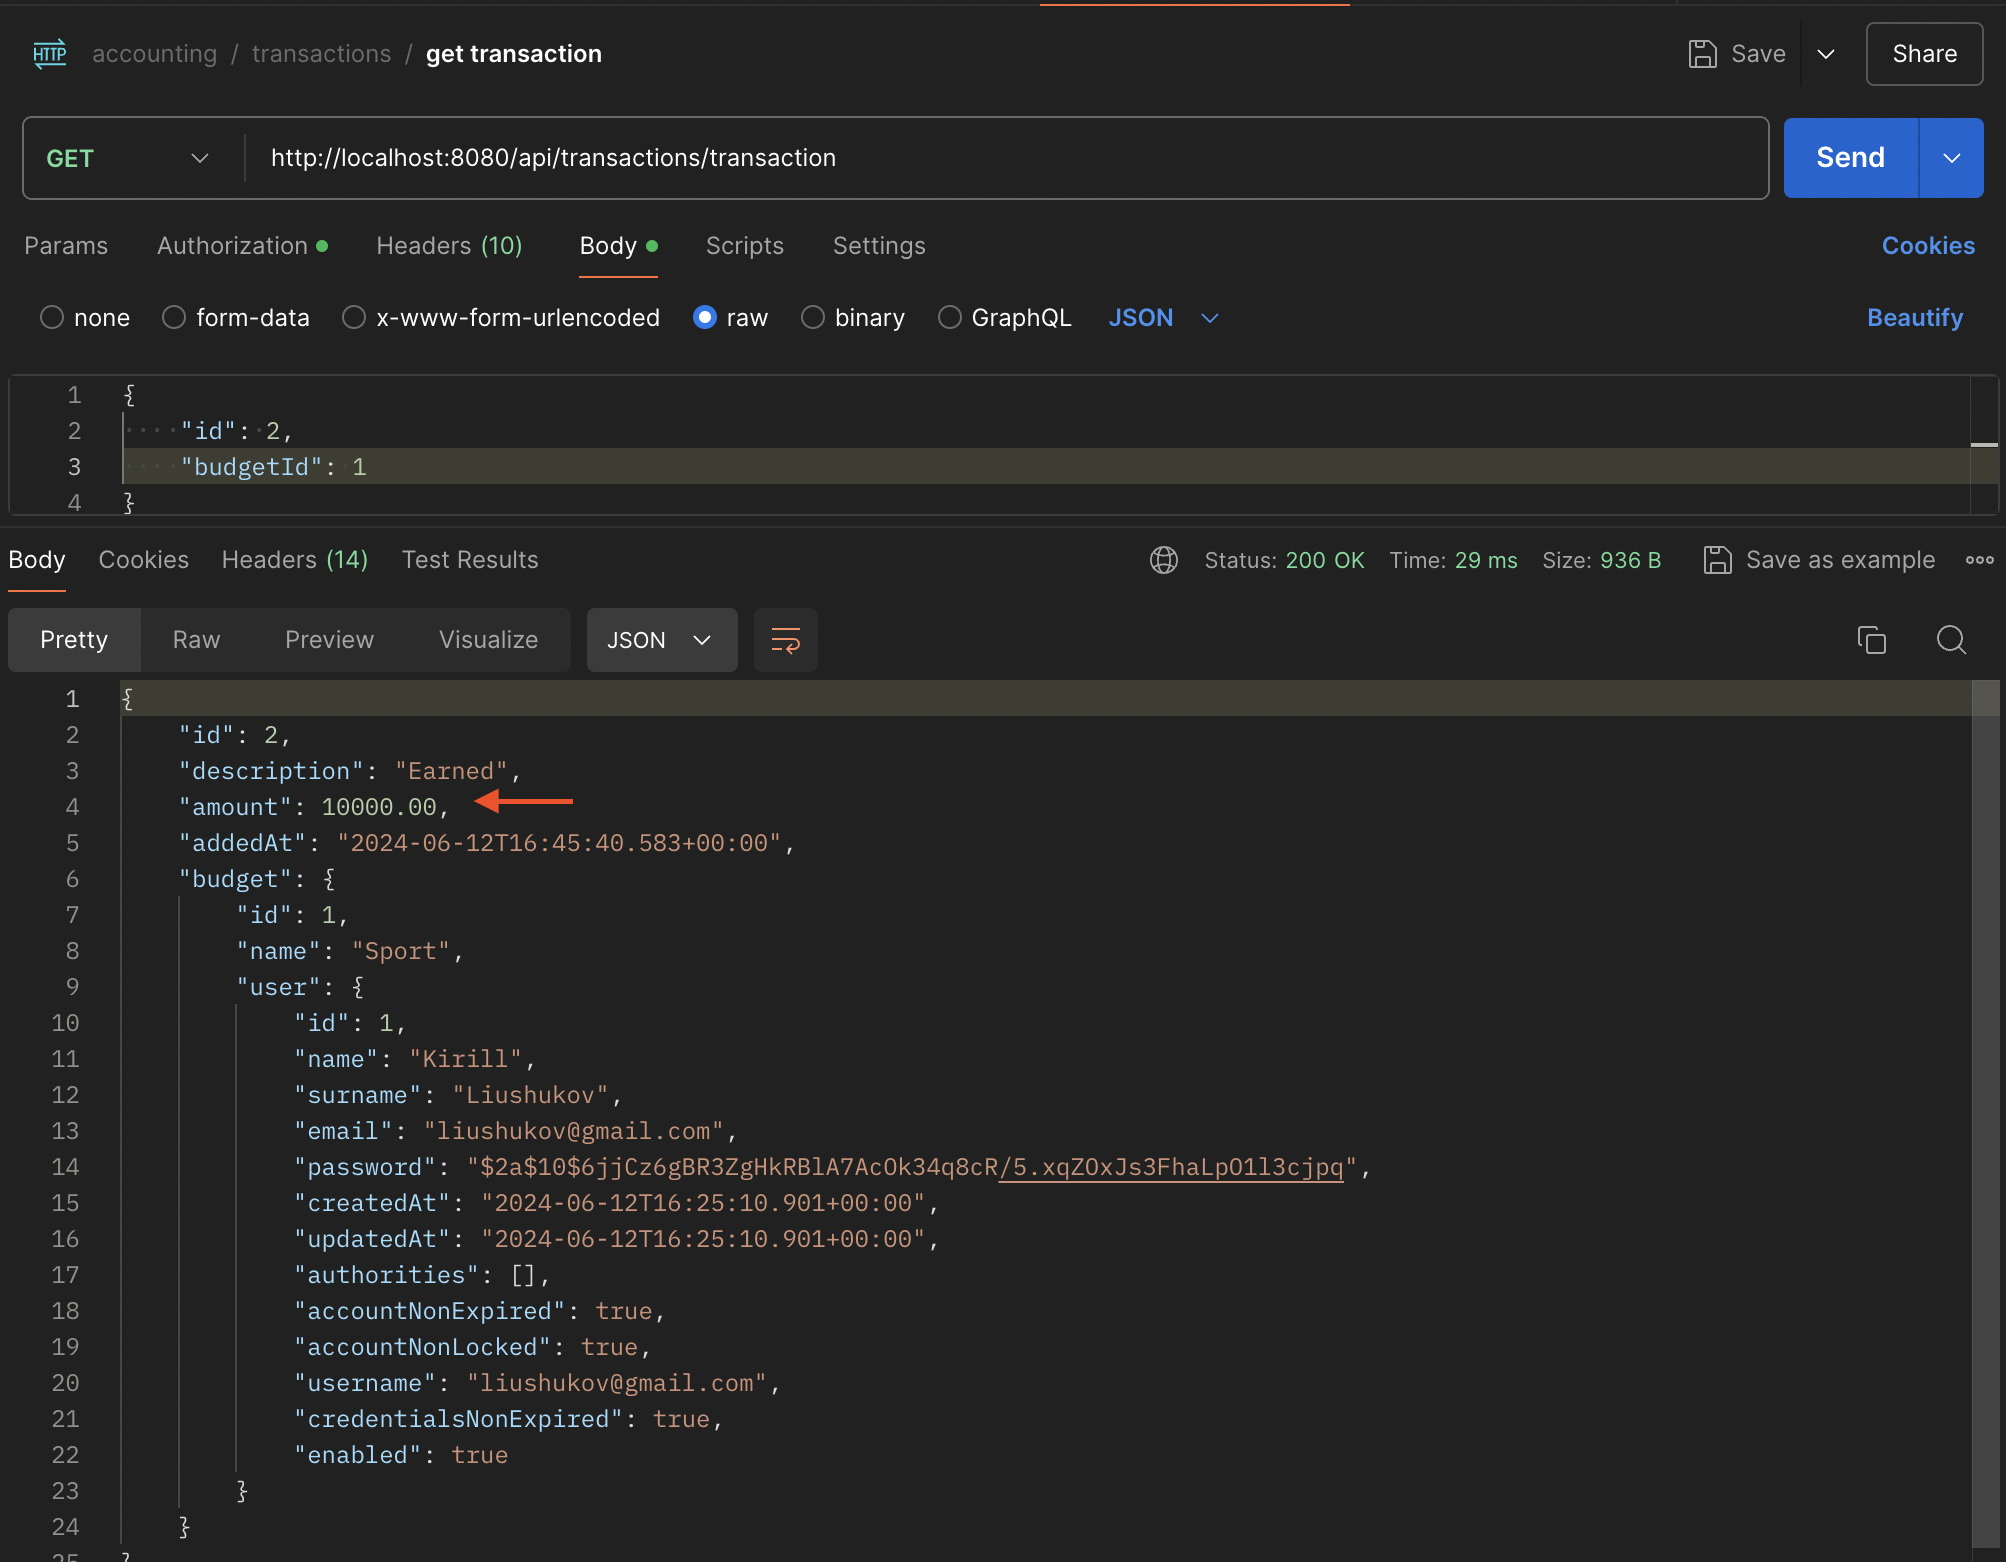 HTTP accounting / transactions / get transaction Save Share
GET http://localhost:8080/api/transactions/transaction Send
Params Authorization Headers (10) Body Scripts Settings Cookies
none form-data x-www-form-urlencoded raw binary GraphQL JSON Beautify
1 {
2 "id": 2,
3 "budgetId": 1
4 }
Body Cookies Headers (14) Test Results Status: 200 OK Time: 29 ms Size: 936 B Save as example
Pretty Raw Preview Visualize JSON
1 {
2 "id": 2,
3 "description": "Earned",
4 "amount": 10000.00,
5 "addedAt": "2024-06-12T16:45:40.583+00:00",
6 "budget": {
7 "id": 1,
8 "name": "Sport",
9 "user": {
10 "id": 1,
11 "name": "Kirill",
12 "surname": "Liushukov",
13 "email": "liushukov@gmail.com",
14 "password": "$2a$10$6jjCz6gBR3ZgHkRBlA7AcOk34q8cR/5.xqZOxJs3FhaLpO1l3cjpq",
15 "createdAt": "2024-06-12T16:25:10.901+00:00",
16 "updatedAt": "2024-06-12T16:25:10.901+00:00",
17 "authorities": [],
18 "accountNonExpired": true,
19 "accountNonLocked": true,
20 "username": "liushukov@gmail.com",
21 "credentialsNonExpired": true,
22 "enabled": true
23 }
24 }
25 }